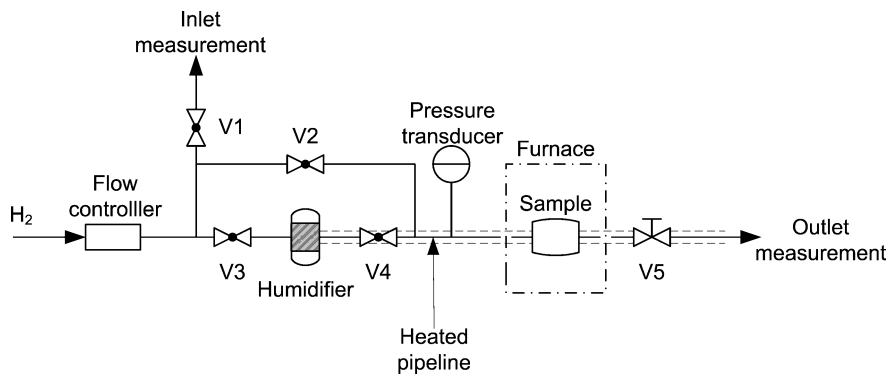 Inlet
measurement
V1
V2
Pressure
transducer
Furnace
Flow
controlller
Sample
H2
Outlet
measurement
V3
V4
V5
Humidifier
Heated
pipeline